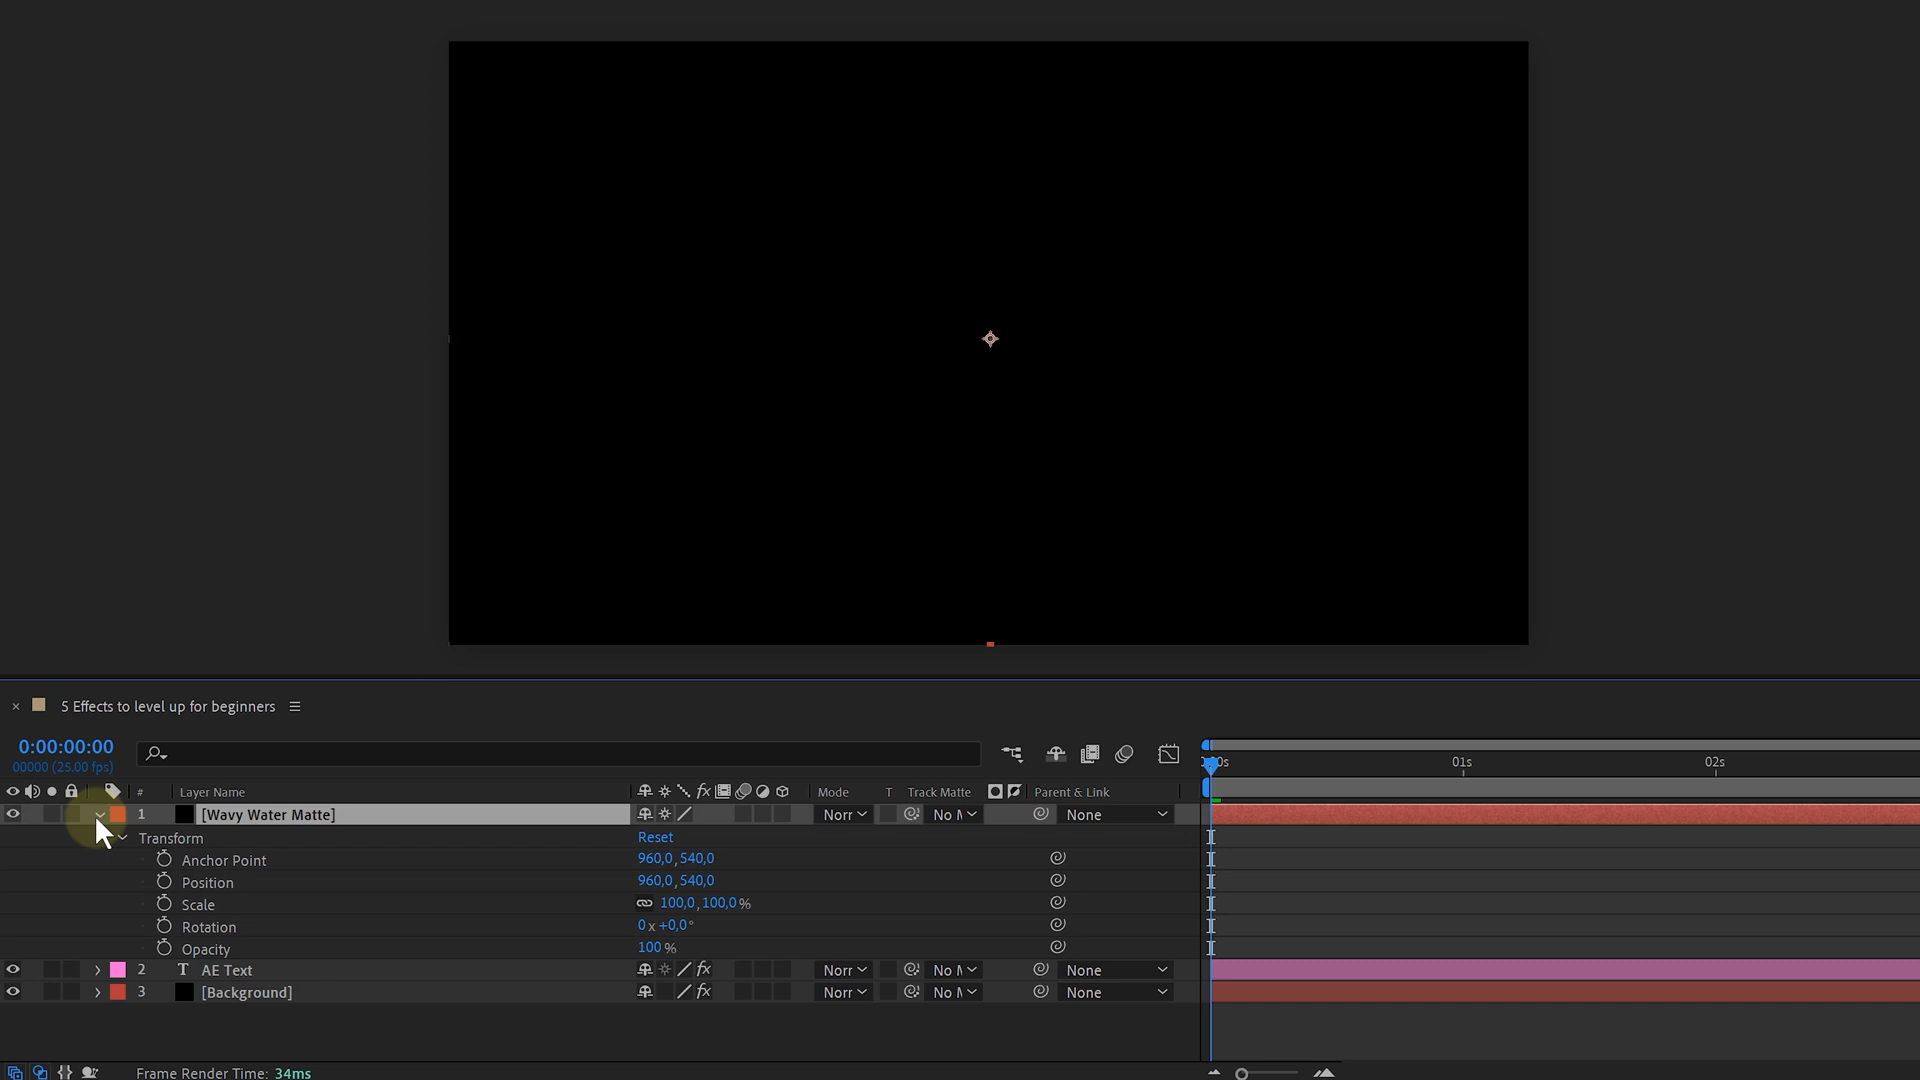 5 Effects to level up for beginners
0:00:00:00
00000 (25.00 fps)
01s 02s
# Layer Name Mode T Track Matte Parent & Link
1 [Wavy Water Matte] Norr No None
Transform Reset
Anchor Point 960,0,540,0
Position 960,0,540,0
Scale 100,0,100,0%
Rotation 0x+0,0°
Opacity 100%
2 T AE Text fx Norr No None
3 [Background] fx Norr No None
Frame Render Time: 34ms